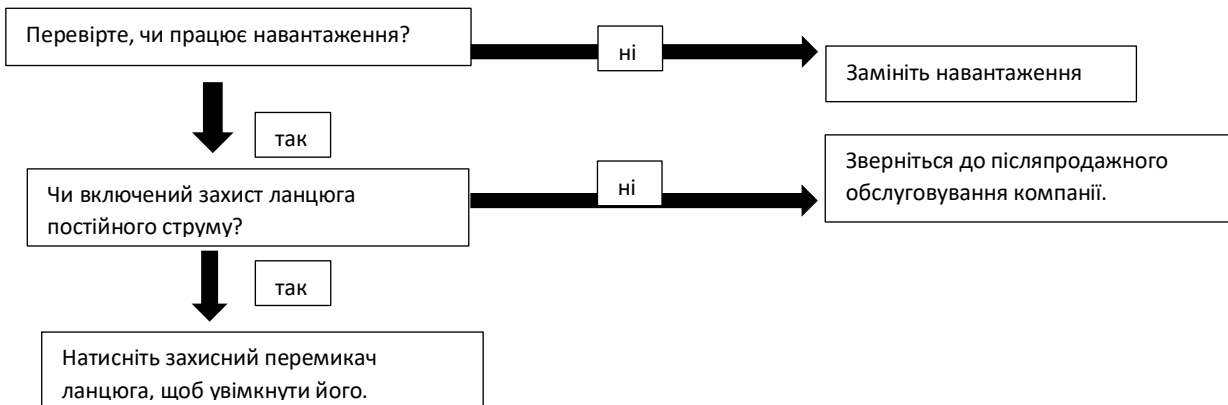 Перевірте, чи працює навантаження?
ні
Замініть навантаження
так
Чи включений захист ланцюга
постійного струму?
ні
Зверніться до післяпродажного
обслуговування компанії.
так
Натисніть захисний перемикач
ланцюга, щоб увімкнути його.